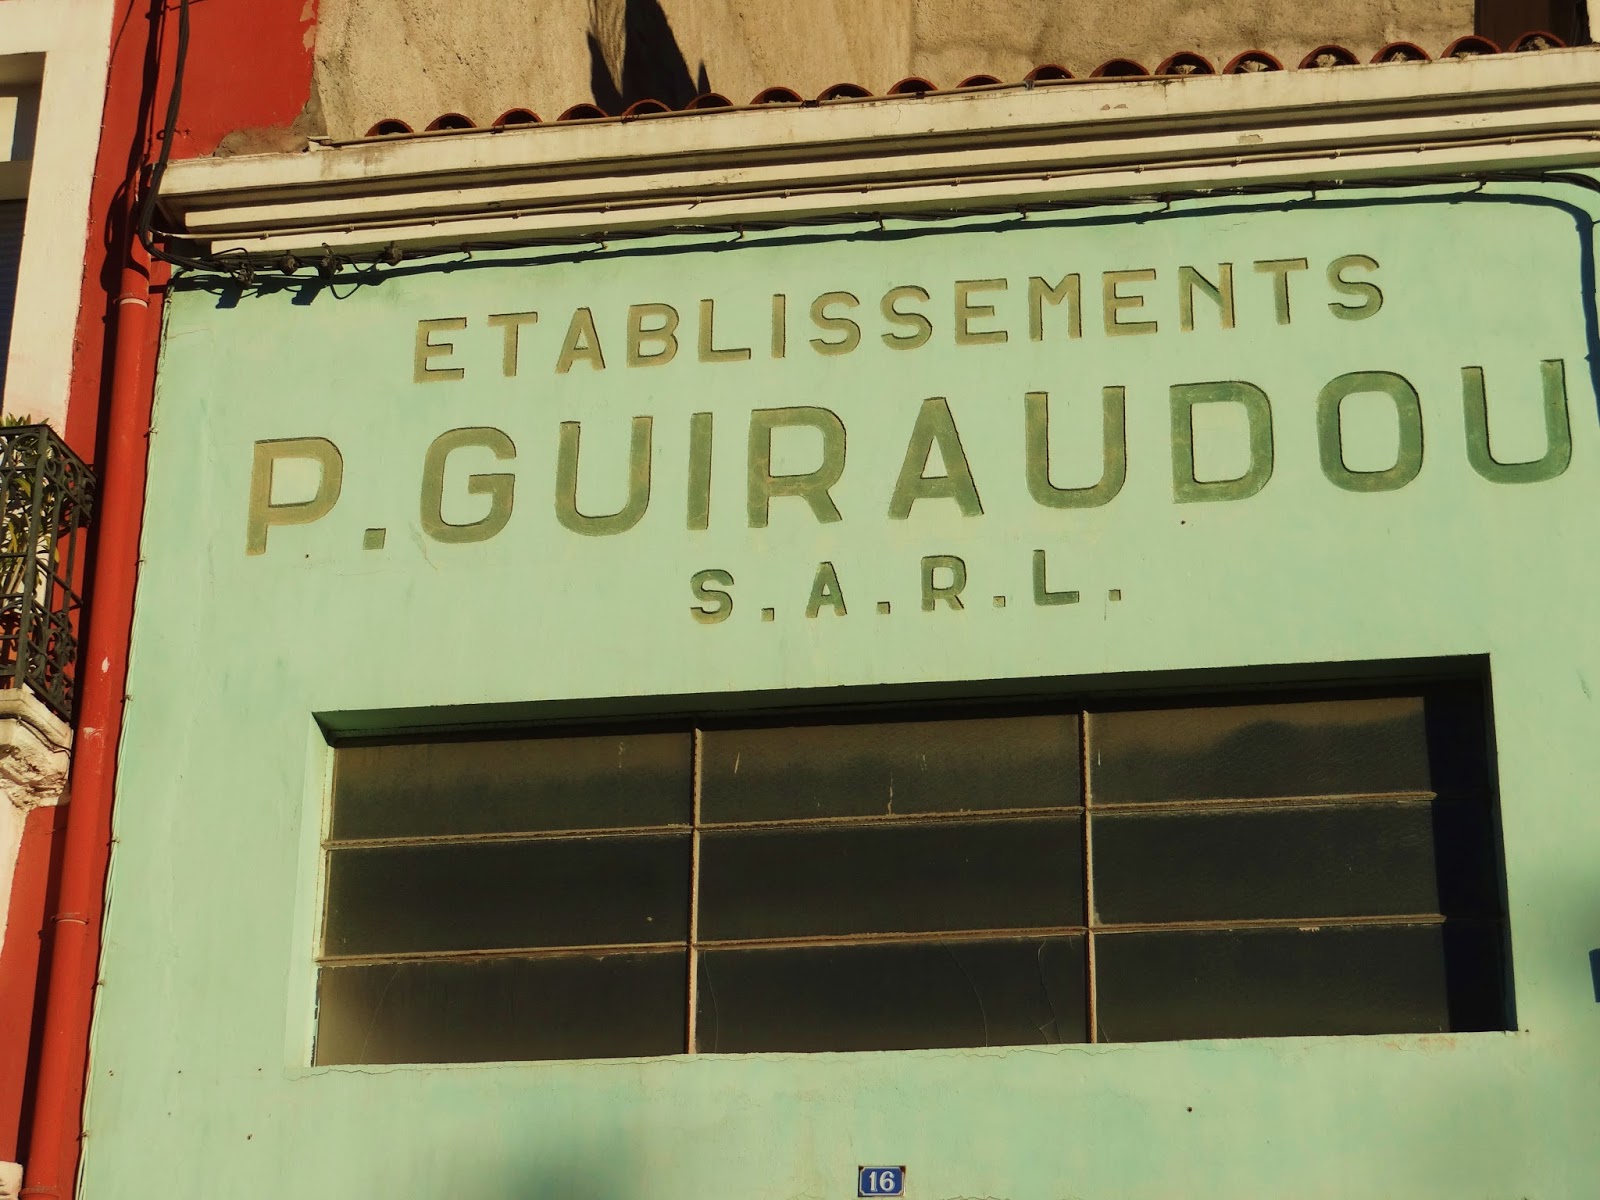 ETABLISSEMENTS
P. GUIRAUDOU
S.A.R.L.
16